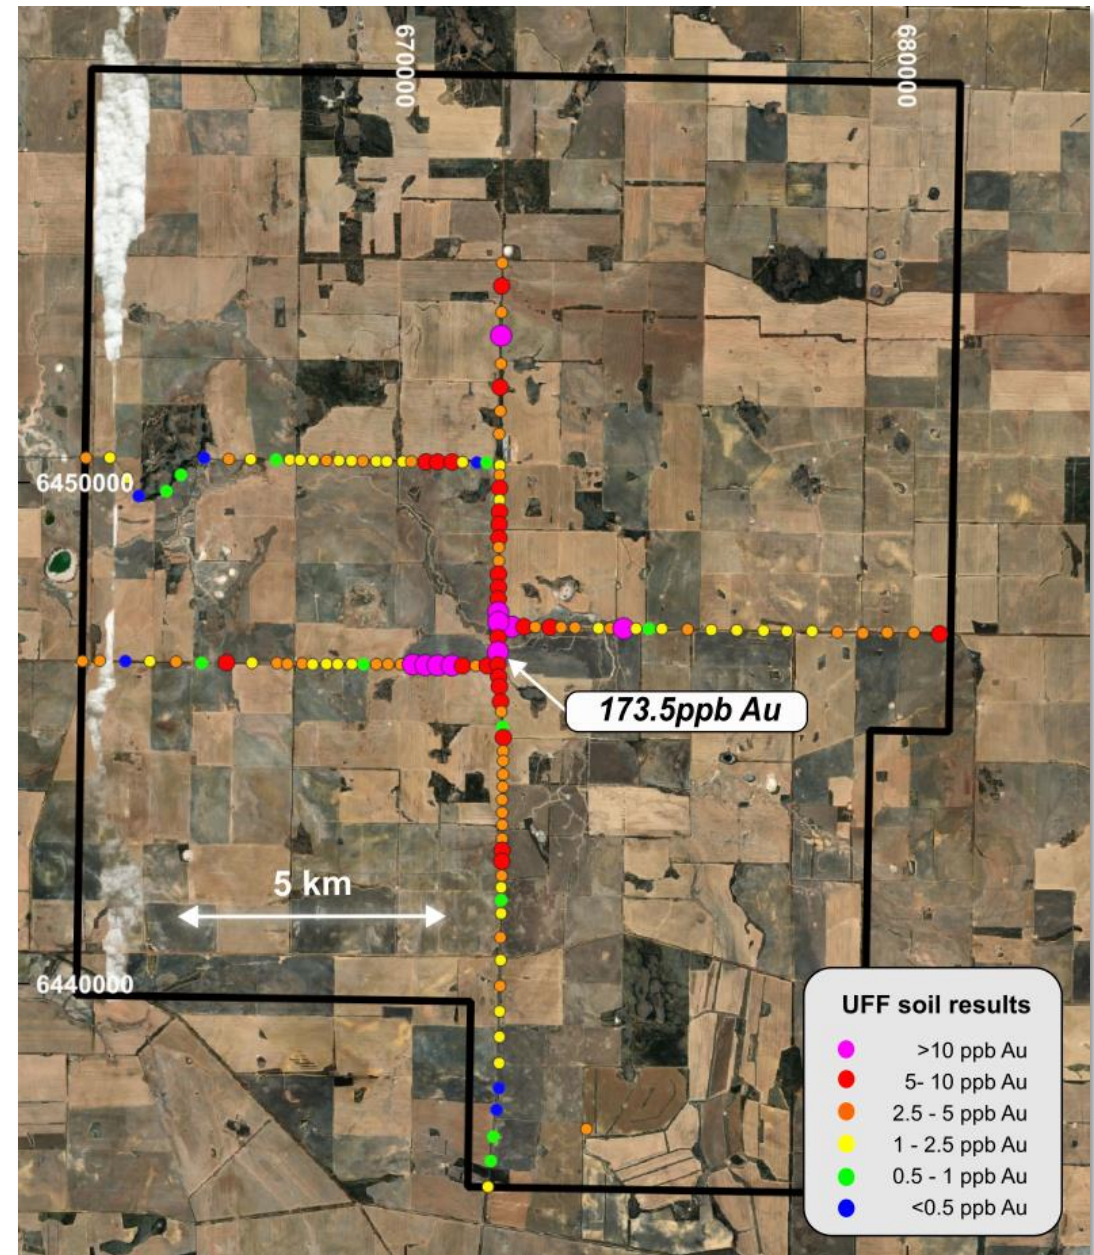 670000
680000
6450000
173.5ppb Au
5 km
6440000
UFF soil results
>10 ppb Au
5- 10 ppb Au
2.5 - 5 ppb Au
1 - 2.5 ppb Au
0.5 - 1 ppb Au
<0.5 ppb Au